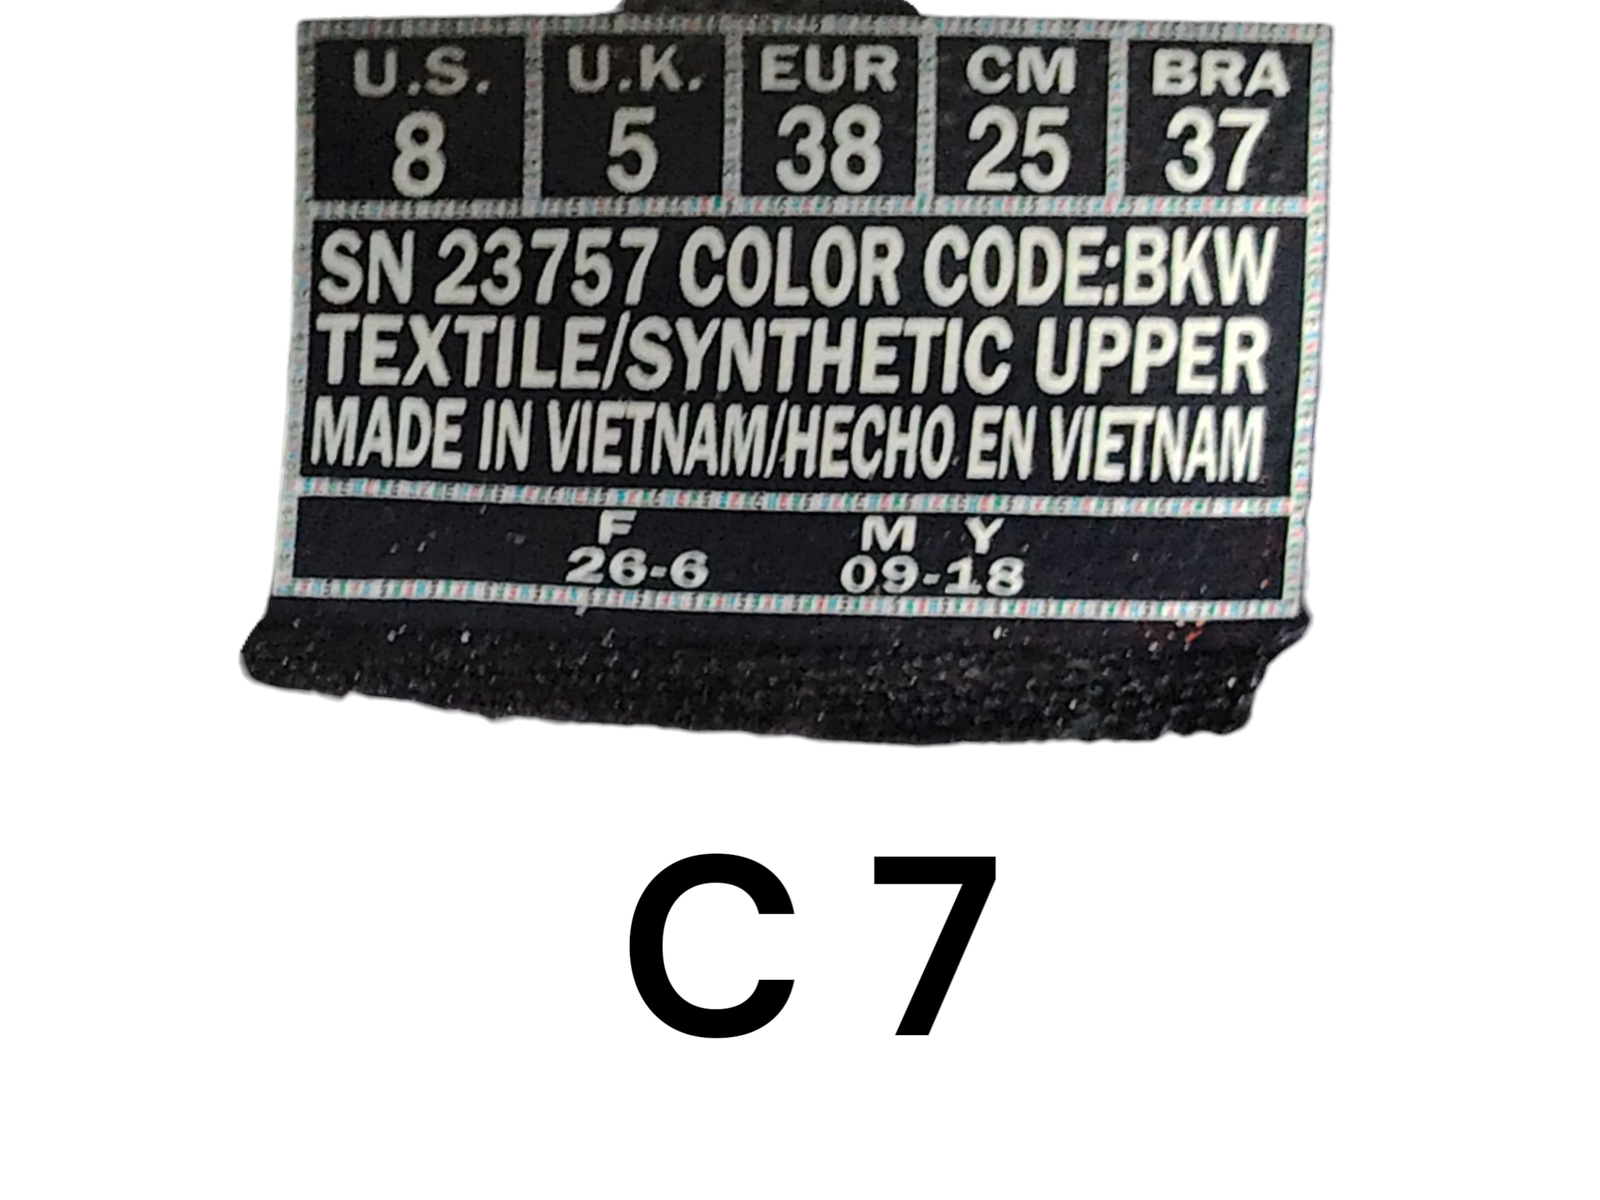 U.S. U.K. EUR CM BRA
8 5 38 25 37
SN 23757 COLOR CODE:BKW
TEXTILE/SYNTHETIC UPPER
MADE IN VIETNAM/HECHO EN VIETNAM
F M Y
26-6 09-18
C 7